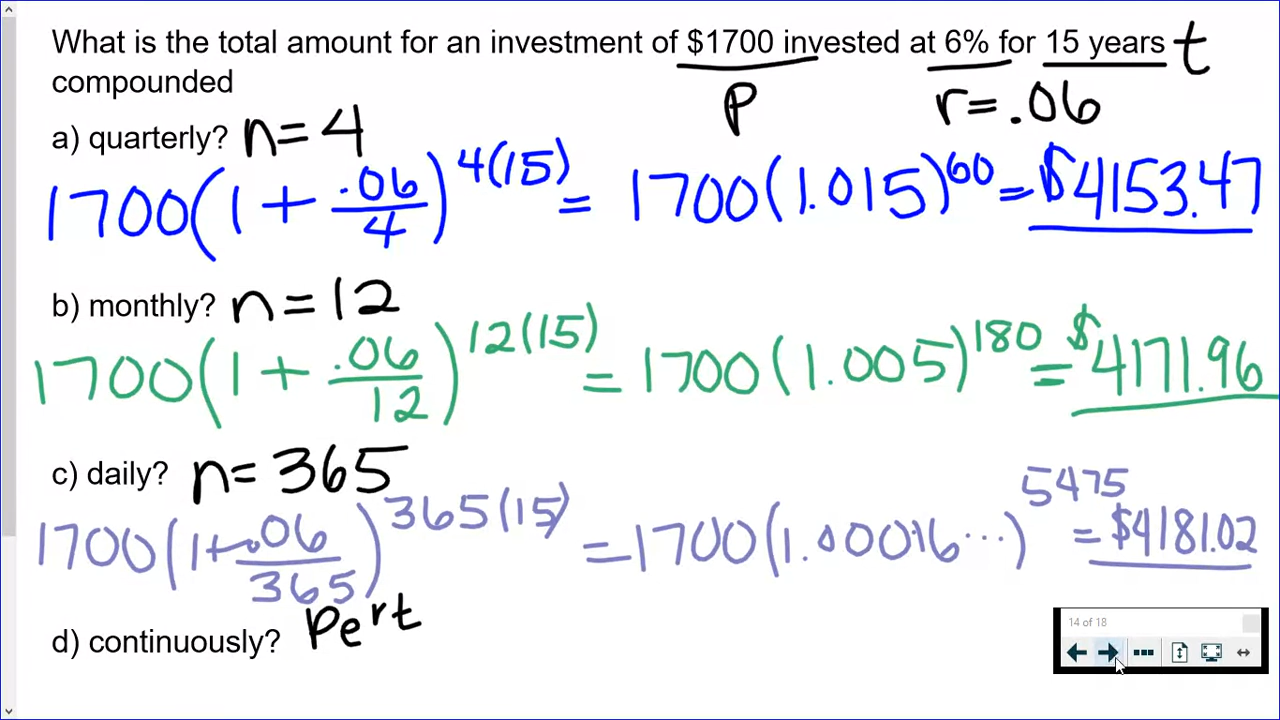 What is the total amount for an investment of $1700 invested at 6% for 15 years t
compounded
P r = .06
a) quarterly? n = 4
1700(1 + .06/4)^4(15) = 1700(1.015)^60 = $4153.47
b) monthly? n = 12
1700(1 + .06/12)^12(15) = 1700(1.005)^180 = $4171.96
c) daily? n = 365
1700(1 + .06/365)^365(15) = 1700(1.00016...)^5475 = $4181.02
d) continuously? Pe^rt
14 of 18